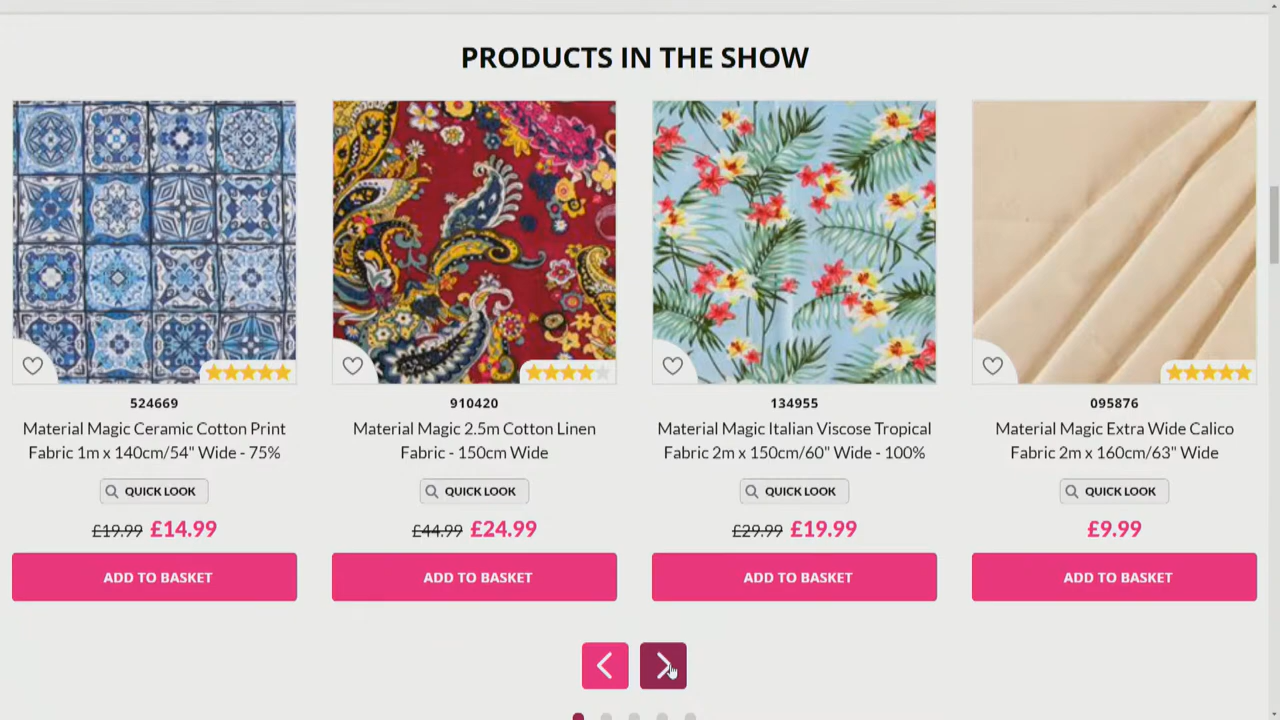 PRODUCTS IN THE SHOW
524669
Material Magic Ceramic Cotton Print
Fabric 1m x 140cm/54" Wide - 75%
QUICK LOOK
£19.99 £14.99
ADD TO BASKET
910420
Material Magic 2.5m Cotton Linen
Fabric - 150cm Wide
QUICK LOOK
£44.99 £24.99
ADD TO BASKET
134955
Material Magic Italian Viscose Tropical
Fabric 2m x 150cm/60" Wide - 100%
QUICK LOOK
£29.99 £19.99
ADD TO BASKET
095876
Material Magic Extra Wide Calico
Fabric 2m x 160cm/63" Wide
QUICK LOOK
£9.99
ADD TO BASKET